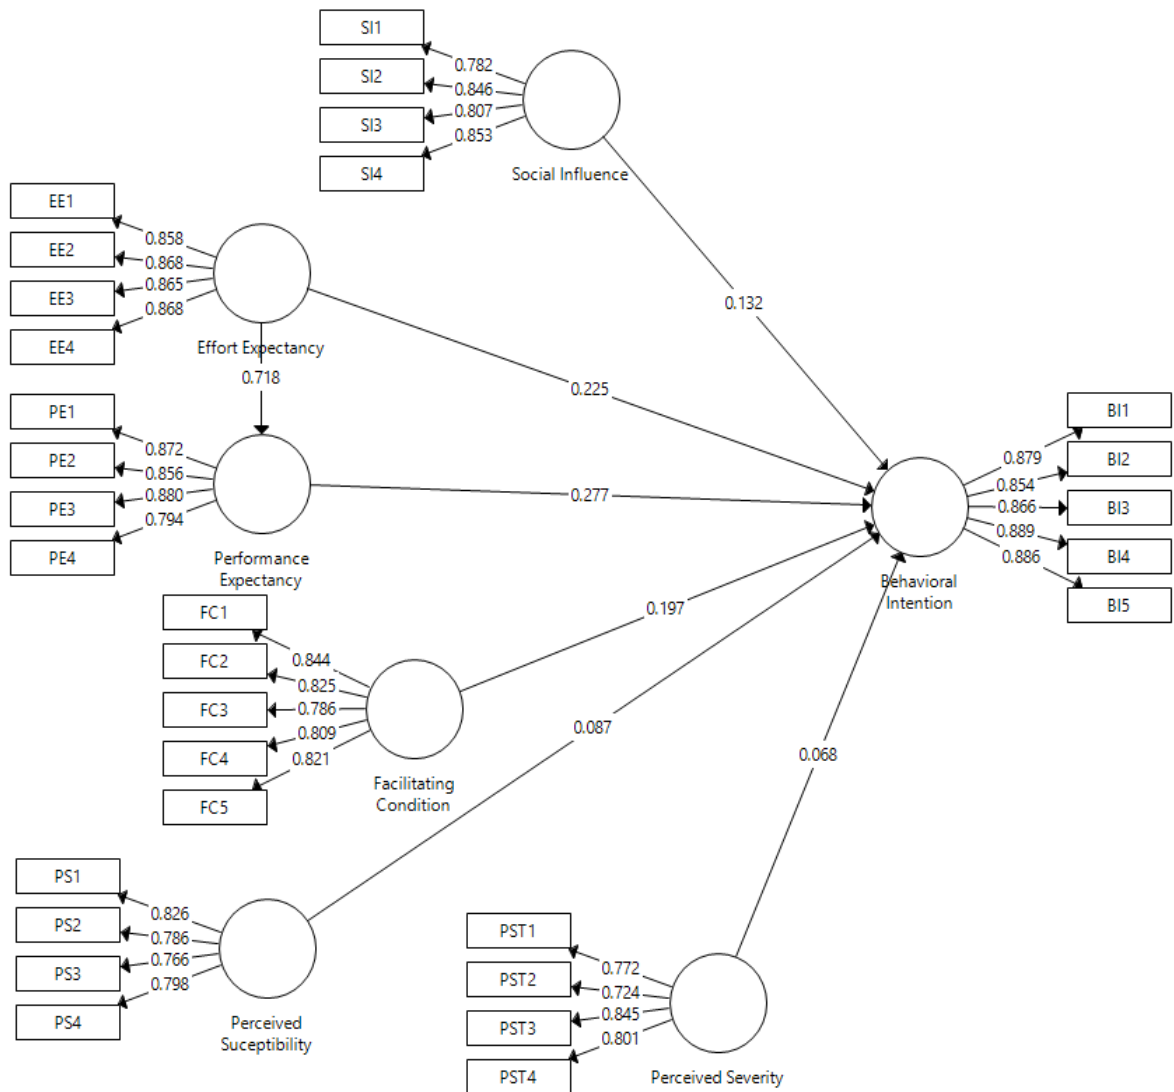 SI1
0.782
SI2
0.846
SI3
0.807
0.853
SI4
Social Influence
EE1
0.858
EE2
0.868
EE3
0.865
0.868
EE4
Effort Expectancy
0.718
0.132
0.225
PE1
0.872
PE2
0.856
PE3
0.880
0.794
PE4
Performance
Expectancy
0.277
BI1
0.879
BI2
0.854
0.866
BI3
0.889
BI4
0.886
BI5
Behavioral
Intention
FC1
0.844
FC2
0.825
FC3
0.786
0.809
FC4
0.821
FC5
Facilitating
Condition
0.197
0.087
0.068
PS1
0.826
PS2
0.786
0.766
PS3
0.798
PS4
Perceived
Suceptibility
PST1
0.772
PST2
0.724
0.845
PST3
0.801
PST4
Perceived Severity